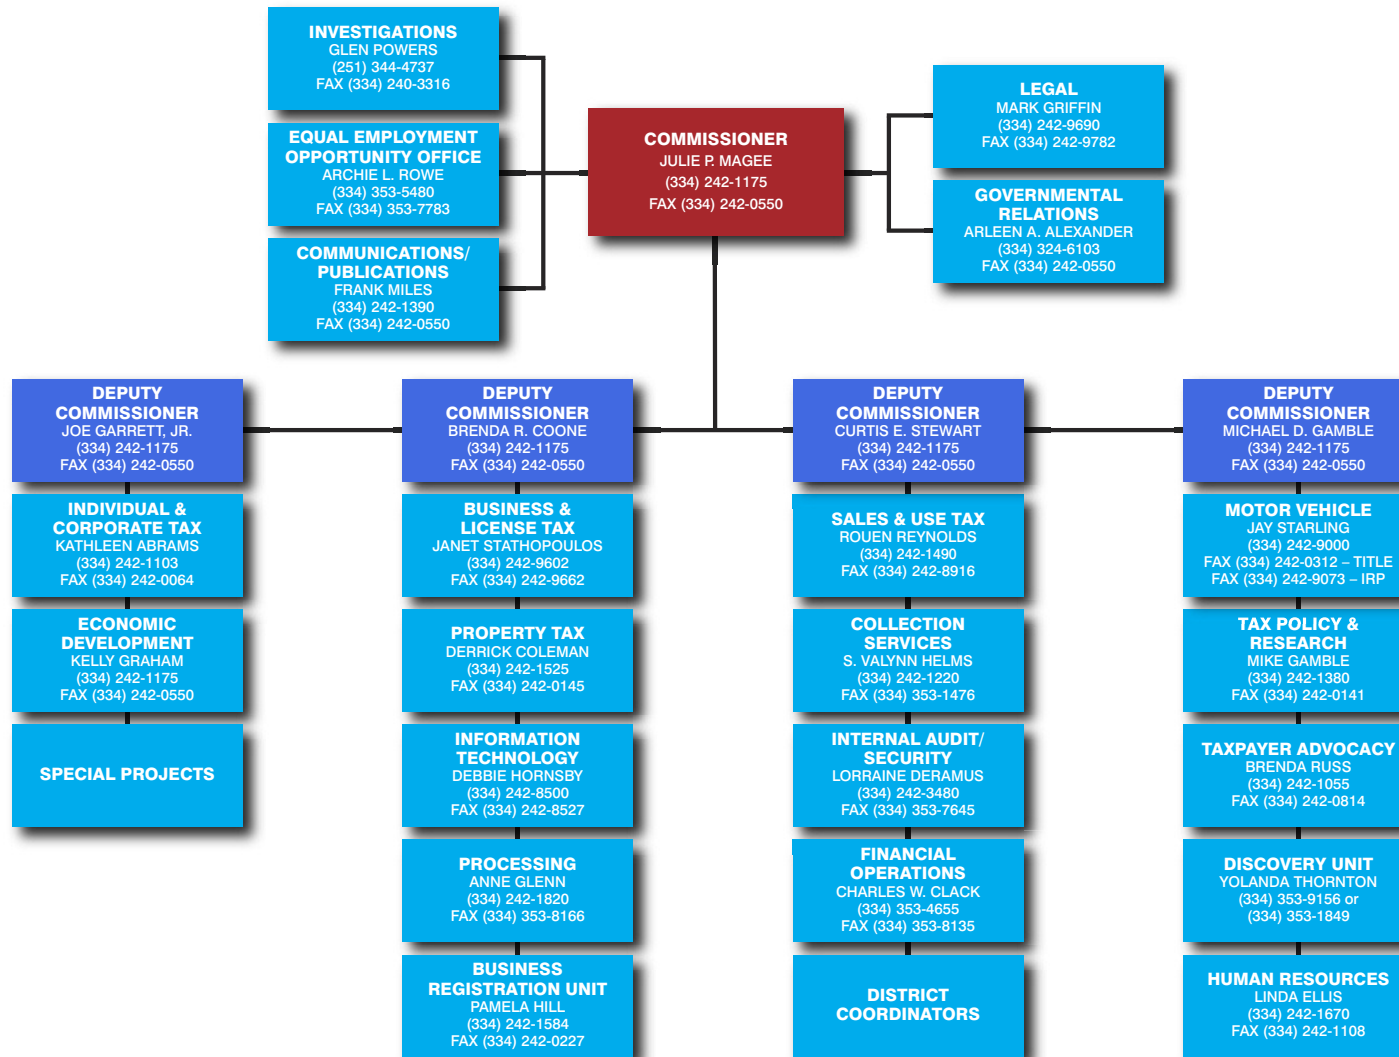 INVESTIGATIONS
GLEN POWERS
(251) 344-4737
FAX (334) 240-3316
EQUAL EMPLOYMENT
OPPORTUNITY OFFICE
ARCHIE L. ROWE
(334) 353-5480
FAX (334) 353-7783
COMMUNICATIONS/
PUBLICATIONS
FRANK MILES
(334) 242-1390
FAX (334) 242-0550
COMMISSIONER
JULIE P. MAGEE
(334) 242-1175
FAX (334) 242-0550
LEGAL
MARK GRIFFIN
(334) 242-9690
FAX (334) 242-9782
GOVERNMENTAL
RELATIONS
ARLEEN A. ALEXANDER
(334) 324-6103
FAX (334) 242-0550
DEPUTY
COMMISSIONER
JOE GARRETT, JR.
(334) 242-1175
FAX (334) 242-0550
INDIVIDUAL &
CORPORATE TAX
KATHLEEN ABRAMS
(334) 242-1103
FAX (334) 242-0064
ECONOMIC
DEVELOPMENT
KELLY GRAHAM
(334) 242-1175
FAX (334) 242-0550
SPECIAL PROJECTS
DEPUTY
COMMISSIONER
BRENDA R. COONE
(334) 242-1175
FAX (334) 242-0550
BUSINESS &
LICENSE TAX
JANET STATHOPOULOS
(334) 242-9602
FAX (334) 242-9662
PROPERTY TAX
DERRICK COLEMAN
(334) 242-1525
FAX (334) 242-0145
INFORMATION
TECHNOLOGY
DEBBIE HORNSBY
(334) 242-8500
FAX (334) 242-8527
PROCESSING
ANNE GLENN
(334) 242-1820
FAX (334) 353-8166
BUSINESS
REGISTRATION UNIT
PAMELA HILL
(334) 242-1584
FAX (334) 242-0227
DEPUTY
COMMISSIONER
CURTIS E. STEWART
(334) 242-1175
FAX (334) 242-0550
SALES & USE TAX
ROUEN REYNOLDS
(334) 242-1490
FAX (334) 242-8916
COLLECTION
SERVICES
S. VALYNN HELMS
(334) 242-1220
FAX (334) 353-1476
INTERNAL AUDIT/
SECURITY
LORRAINE DERAMUS
(334) 242-3480
FAX (334) 353-7645
FINANCIAL
OPERATIONS
CHARLES W. CLACK
(334) 353-4655
FAX (334) 353-8135
DISTRICT
COORDINATORS
DEPUTY
COMMISSIONER
MICHAEL D. GAMBLE
(334) 242-1175
FAX (334) 242-0550
MOTOR VEHICLE
JAY STARLING
(334) 242-9000
FAX (334) 242-0312 – TITLE
FAX (334) 242-9073 – IRP
TAX POLICY &
RESEARCH
MIKE GAMBLE
(334) 242-1380
FAX (334) 242-0141
TAXPAYER ADVOCACY
BRENDA RUSS
(334) 242-1055
FAX (334) 242-0814
DISCOVERY UNIT
YOLANDA THORNTON
(334) 353-9156 or
(334) 353-1849
HUMAN RESOURCES
LINDA ELLIS
(334) 242-1670
FAX (334) 242-1108